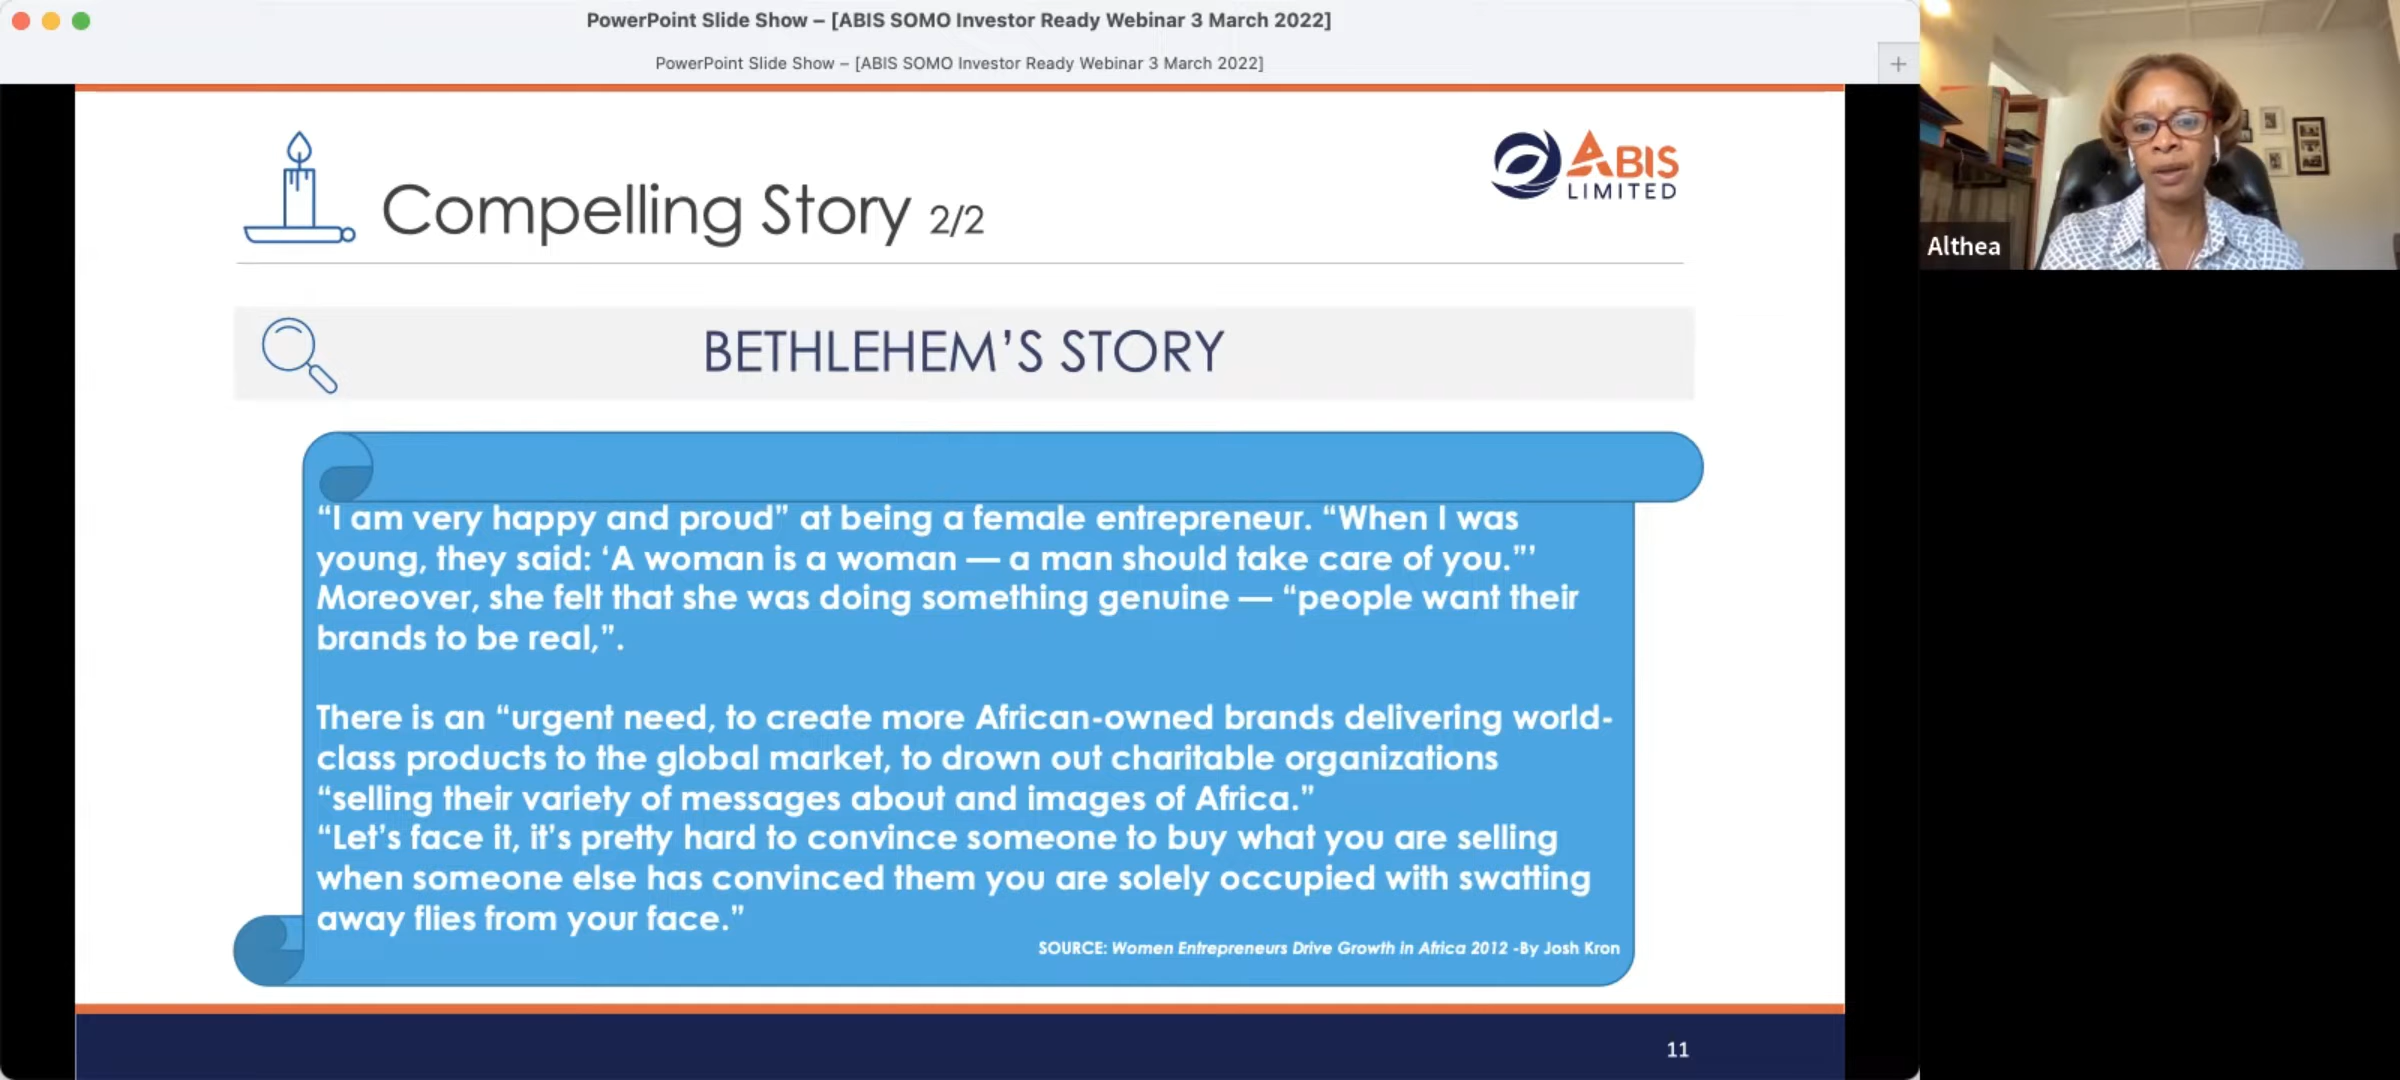 PowerPoint Slide Show – [ABIS SOMO Investor Ready Webinar 3 March 2022]
PowerPoint Slide Show – [ABIS SOMO Investor Ready Webinar 3 March 2022]
Compelling Story 2/2
ABIS
LIMITED
Althea
BETHLEHEM’S STORY
“I am very happy and proud” at being a female entrepreneur. “When I was
young, they said: ‘A woman is a woman — a man should take care of you.”’
Moreover, she felt that she was doing something genuine — “people want their
brands to be real,”.
There is an “urgent need, to create more African-owned brands delivering world-
class products to the global market, to drown out charitable organizations
“selling their variety of messages about and images of Africa.”
“Let’s face it, it’s pretty hard to convince someone to buy what you are selling
when someone else has convinced them you are solely occupied with swatting
away flies from your face.”
SOURCE: Women Entrepreneurs Drive Growth in Africa 2012 -By Josh Kron
11